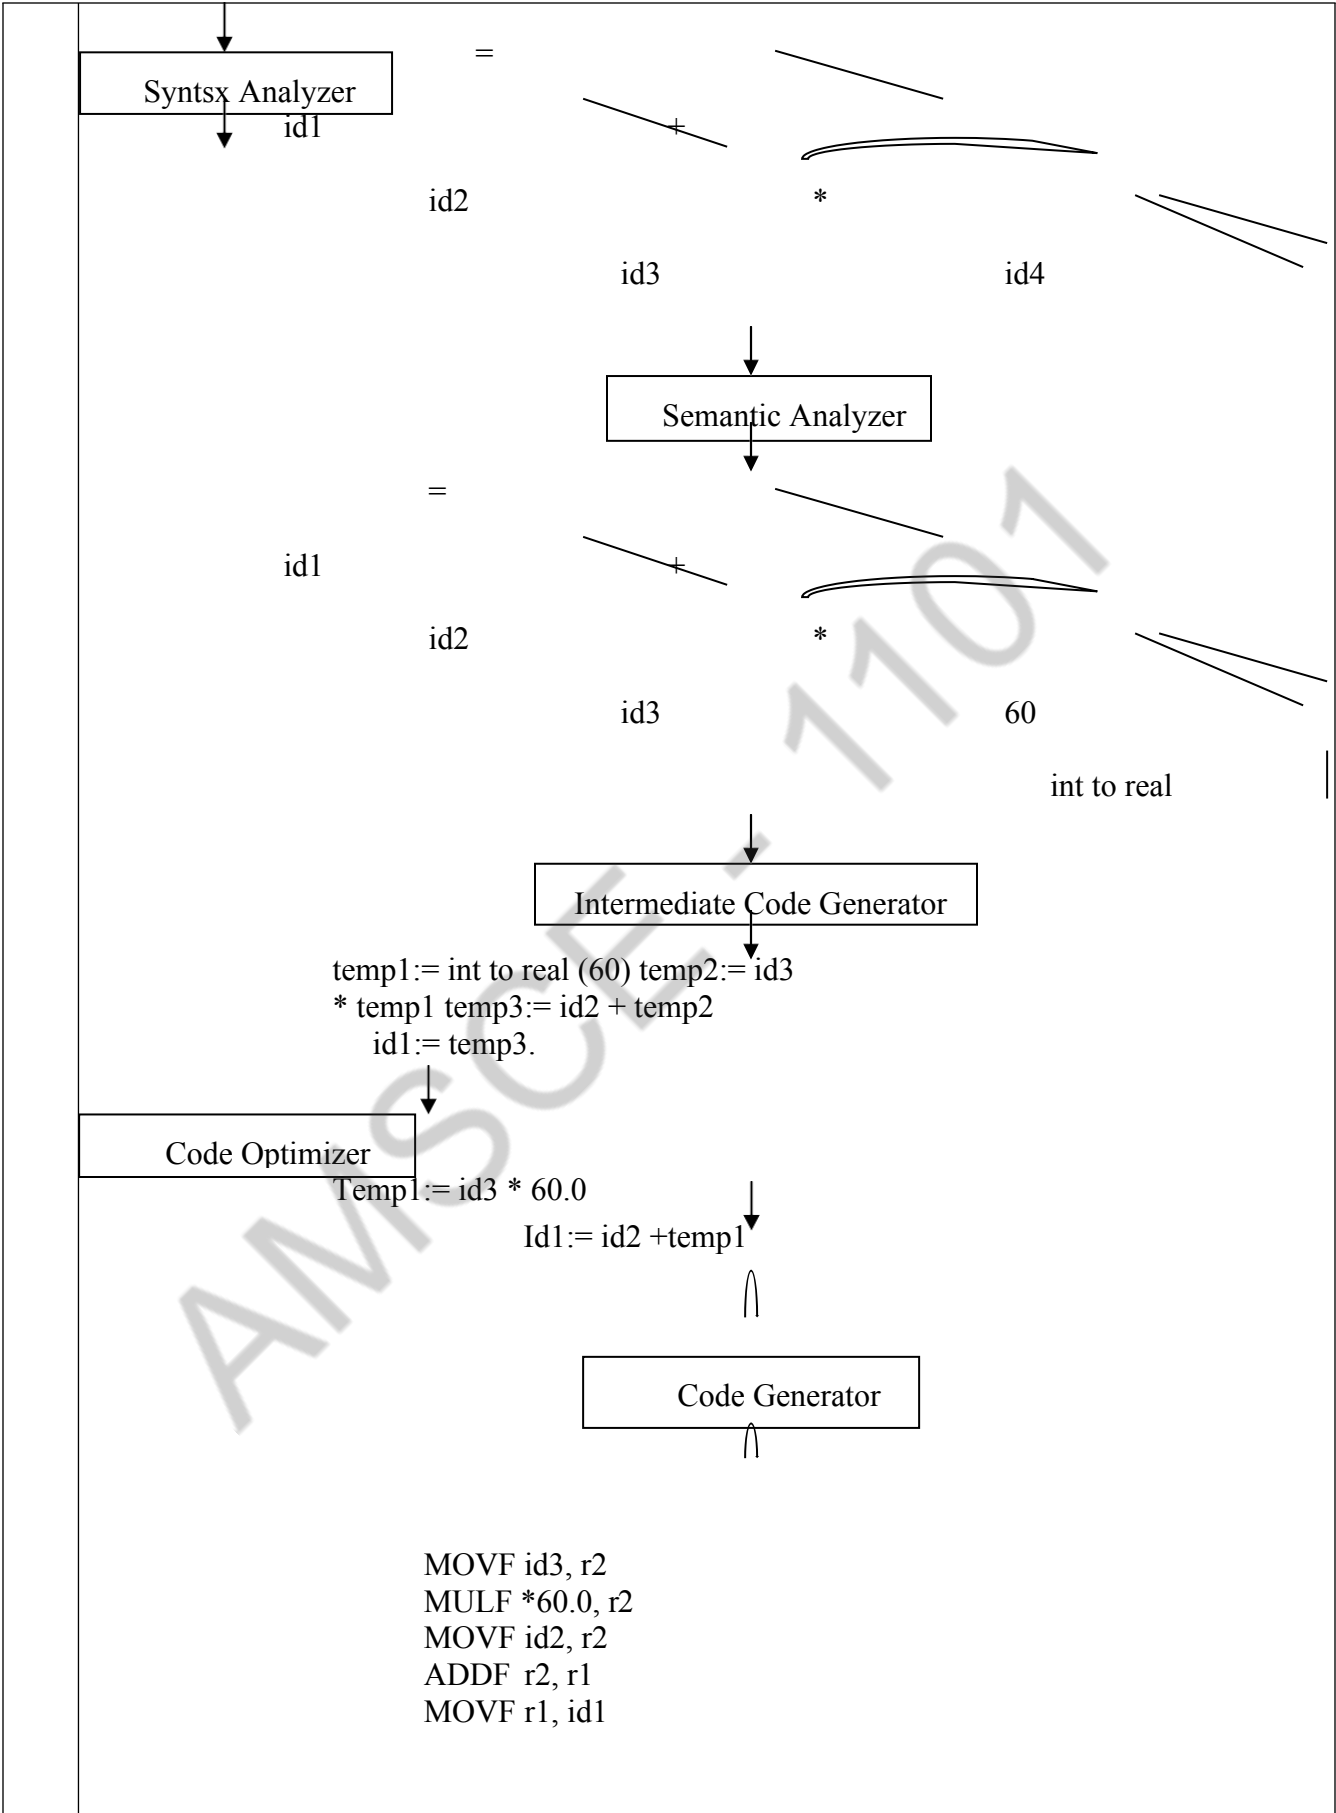 =
Syntsx Analyzer
id1 +
id2 *
id3 id4
Semantic Analyzer
=
id1 +
id2 *
id3 60
int to real
Intermediate Code Generator
temp1:= int to real (60) temp2:= id3
* temp1 temp3:= id2 + temp2
id1:= temp3.
Code Optimizer
Temp1:= id3 * 60.0
Id1:= id2 +temp1
Code Generator
MOVF id3, r2
MULF *60.0, r2
MOVF id2, r2
ADDF r2, r1
MOVF r1, id1
AMSCE - 1101